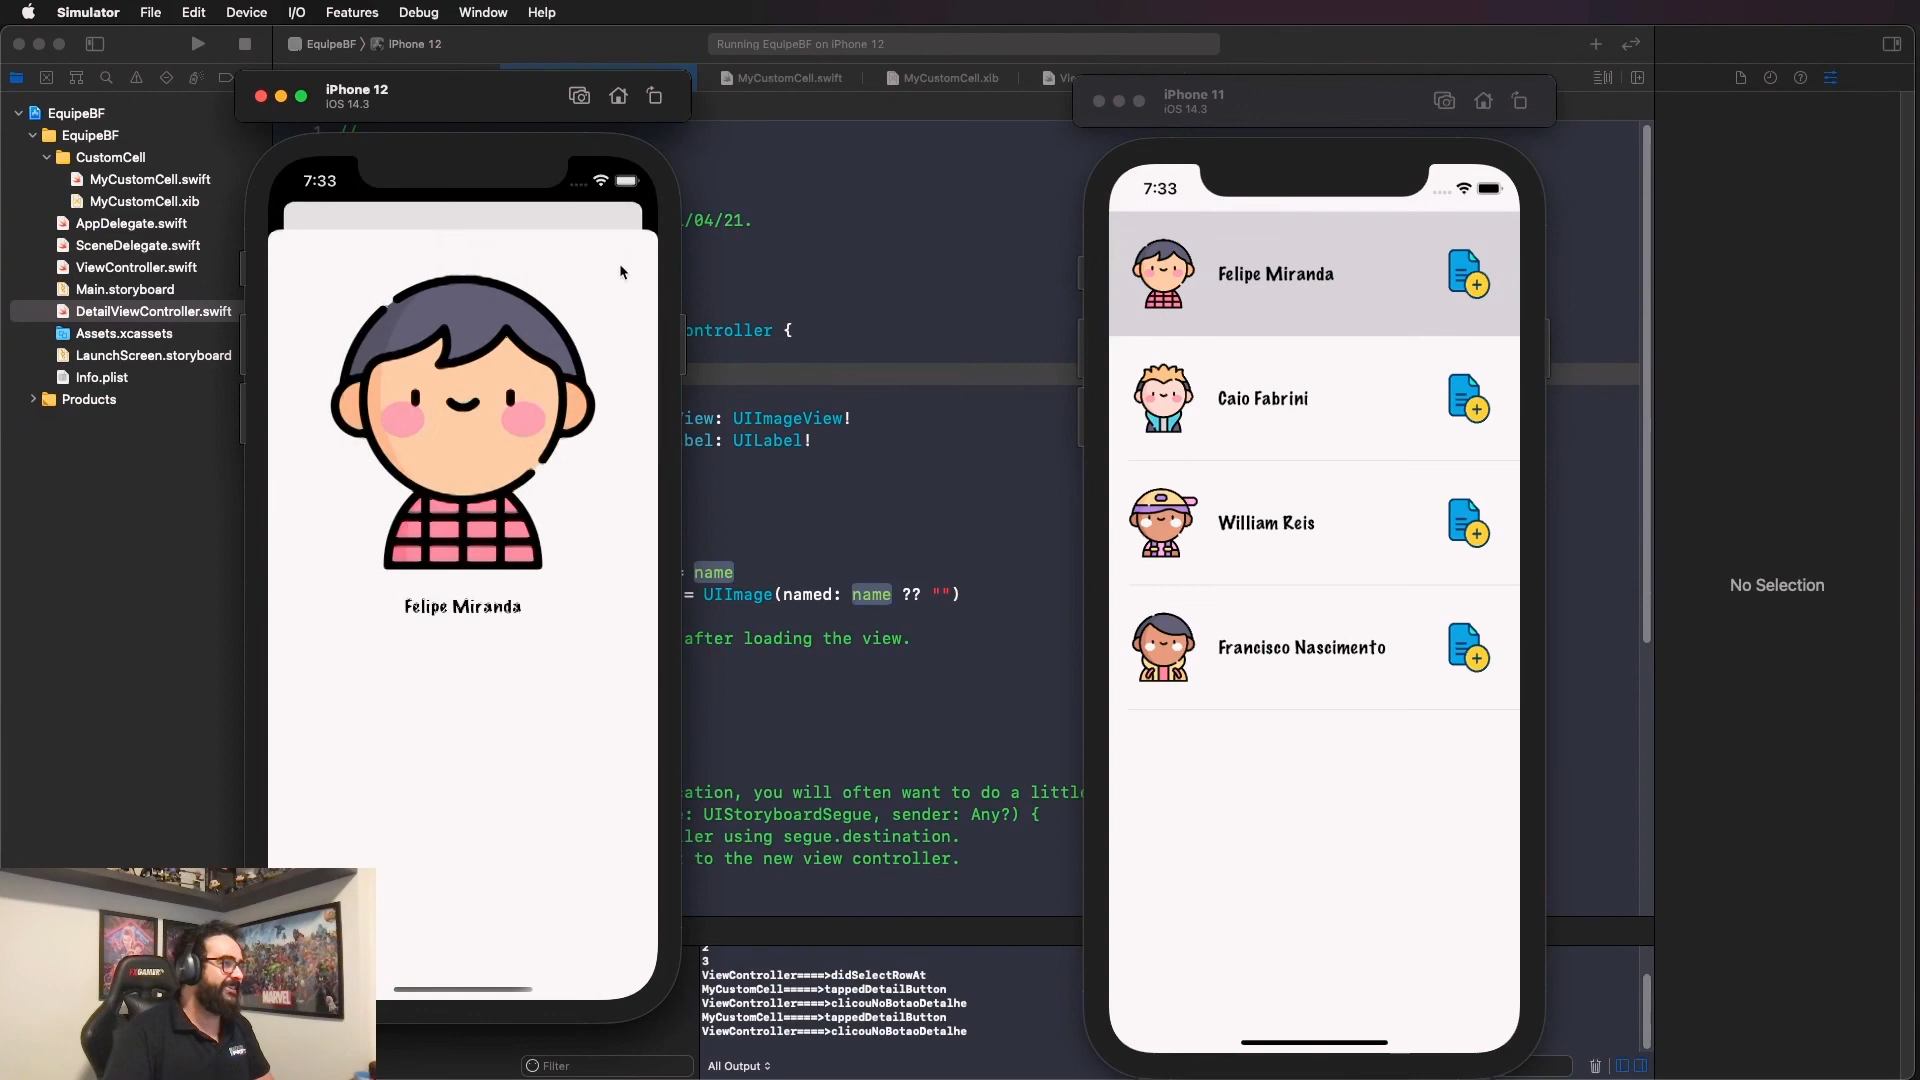 Simulator File Edit View Device I/O Features Debug Window Help
EquipeBF iPhone 12
Running EquipeBF on iPhone 12
MyCustomCell.swift MyCustomCell.xib
iPhone 12
iOS 14.3
iPhone 11
iOS 14.3
EquipeBF
EquipeBF
CustomCell
MyCustomCell.swift
MyCustomCell.xib
AppDelegate.swift
SceneDelegate.swift
ViewController.swift
Main.storyboard
DetailViewController.swift
Assets.xcassets
LaunchScreen.storyboard
Info.plist
Products
7:33
Felipe Miranda
1 //
/04/21.
ontroller {
iew: UIImageView!
bel: UILabel!
= name
= UIImage(named: name ?? "")
after loading the view.
ation, you will often want to do a little
: UIStoryboardSegue, sender: Any?) {
ller using segue.destination.
t to the new view controller.
7:33
Felipe Miranda
Caio Fabrini
William Reis
Francisco Nascimento
No Selection
2
3
ViewController====>didSelectRowAt
MyCustomCell=====>tappedDetailButton
ViewController====>clicouNoBotaoDetalhe
MyCustomCell=====>tappedDetailButton
ViewController====>clicouNoBotaoDetalhe
Filter
All Output
MARVEL